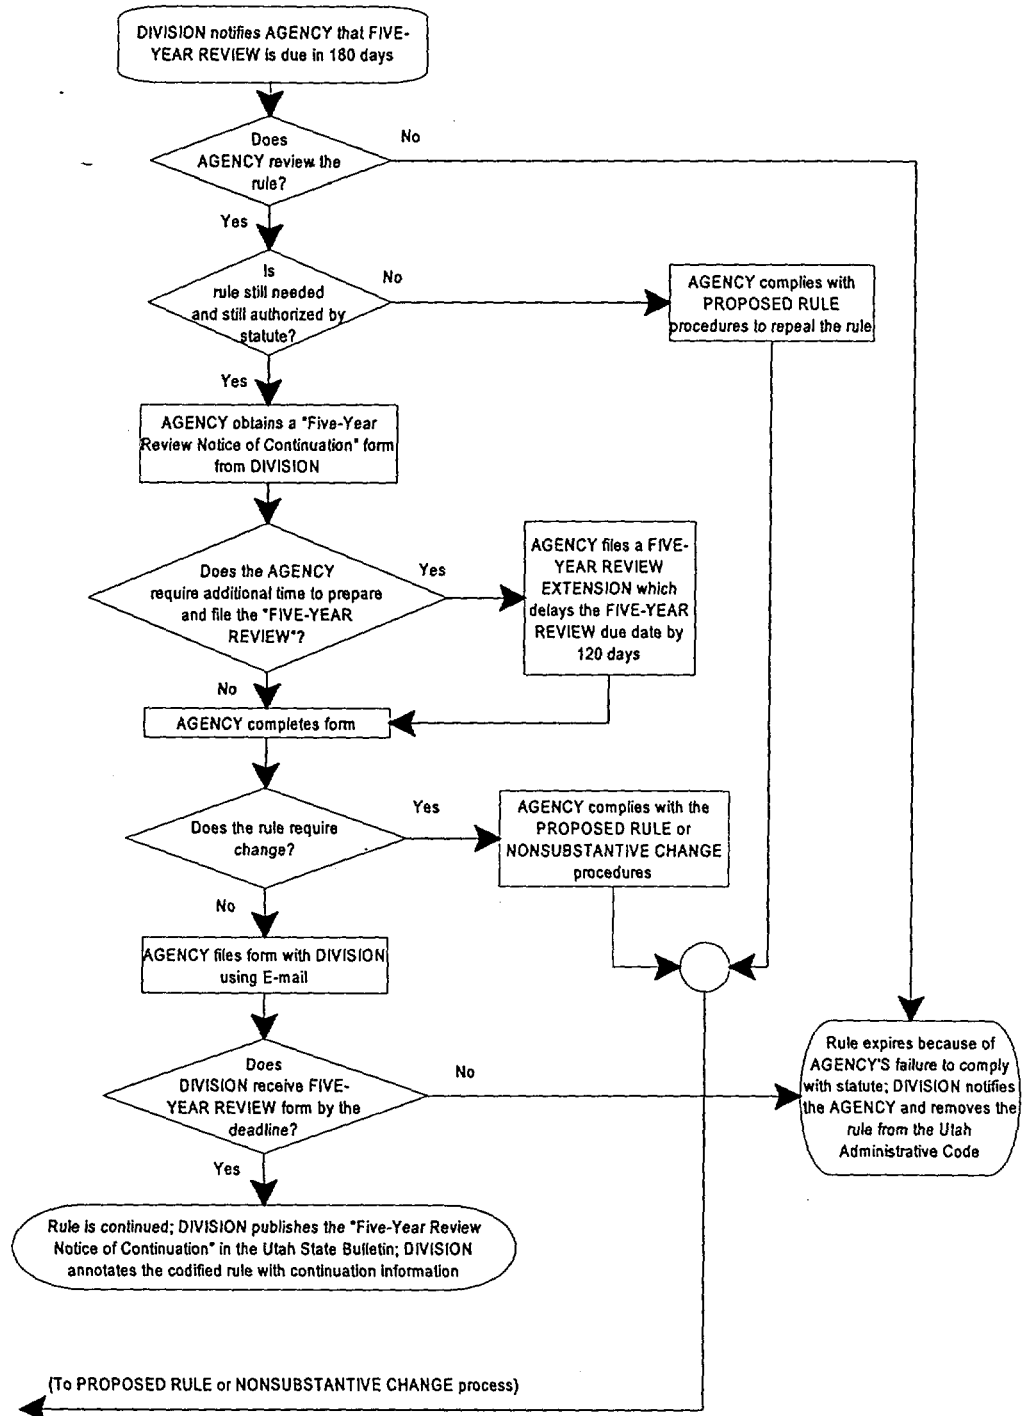 DIVISION notifies AGENCY that FIVE-
YEAR REVIEW is due in 180 days
Does
AGENCY review the
rule?
No
Yes
Is
rule still needed
and still authorized by
statute?
No
AGENCY complies with
PROPOSED RULE
procedures to repeal the rule
Yes
AGENCY obtains a "Five-Year
Review Notice of Continuation" form
from DIVISION
Does the AGENCY
require additional time to prepare
and file the "FIVE-YEAR
REVIEW"?
Yes
AGENCY files a FIVE-
YEAR REVIEW
EXTENSION which
delays the FIVE-YEAR
REVIEW due date by
120 days
No
AGENCY completes form
Does the rule require
change?
Yes
AGENCY complies with the
PROPOSED RULE or
NONSUBSTANTIVE CHANGE
procedures
No
AGENCY files form with DIVISION
using E-mail
Does
DIVISION receive FIVE-
YEAR REVIEW form by the
deadline?
No
Rule expires because of
AGENCY'S failure to comply
with statute; DIVISION notifies
the AGENCY and removes the
rule from the Utah
Administrative Code
Yes
Rule is continued; DIVISION publishes the "Five-Year Review
Notice of Continuation" in the Utah State Bulletin; DIVISION
annotates the codified rule with continuation information
(To PROPOSED RULE or NONSUBSTANTIVE CHANGE process)